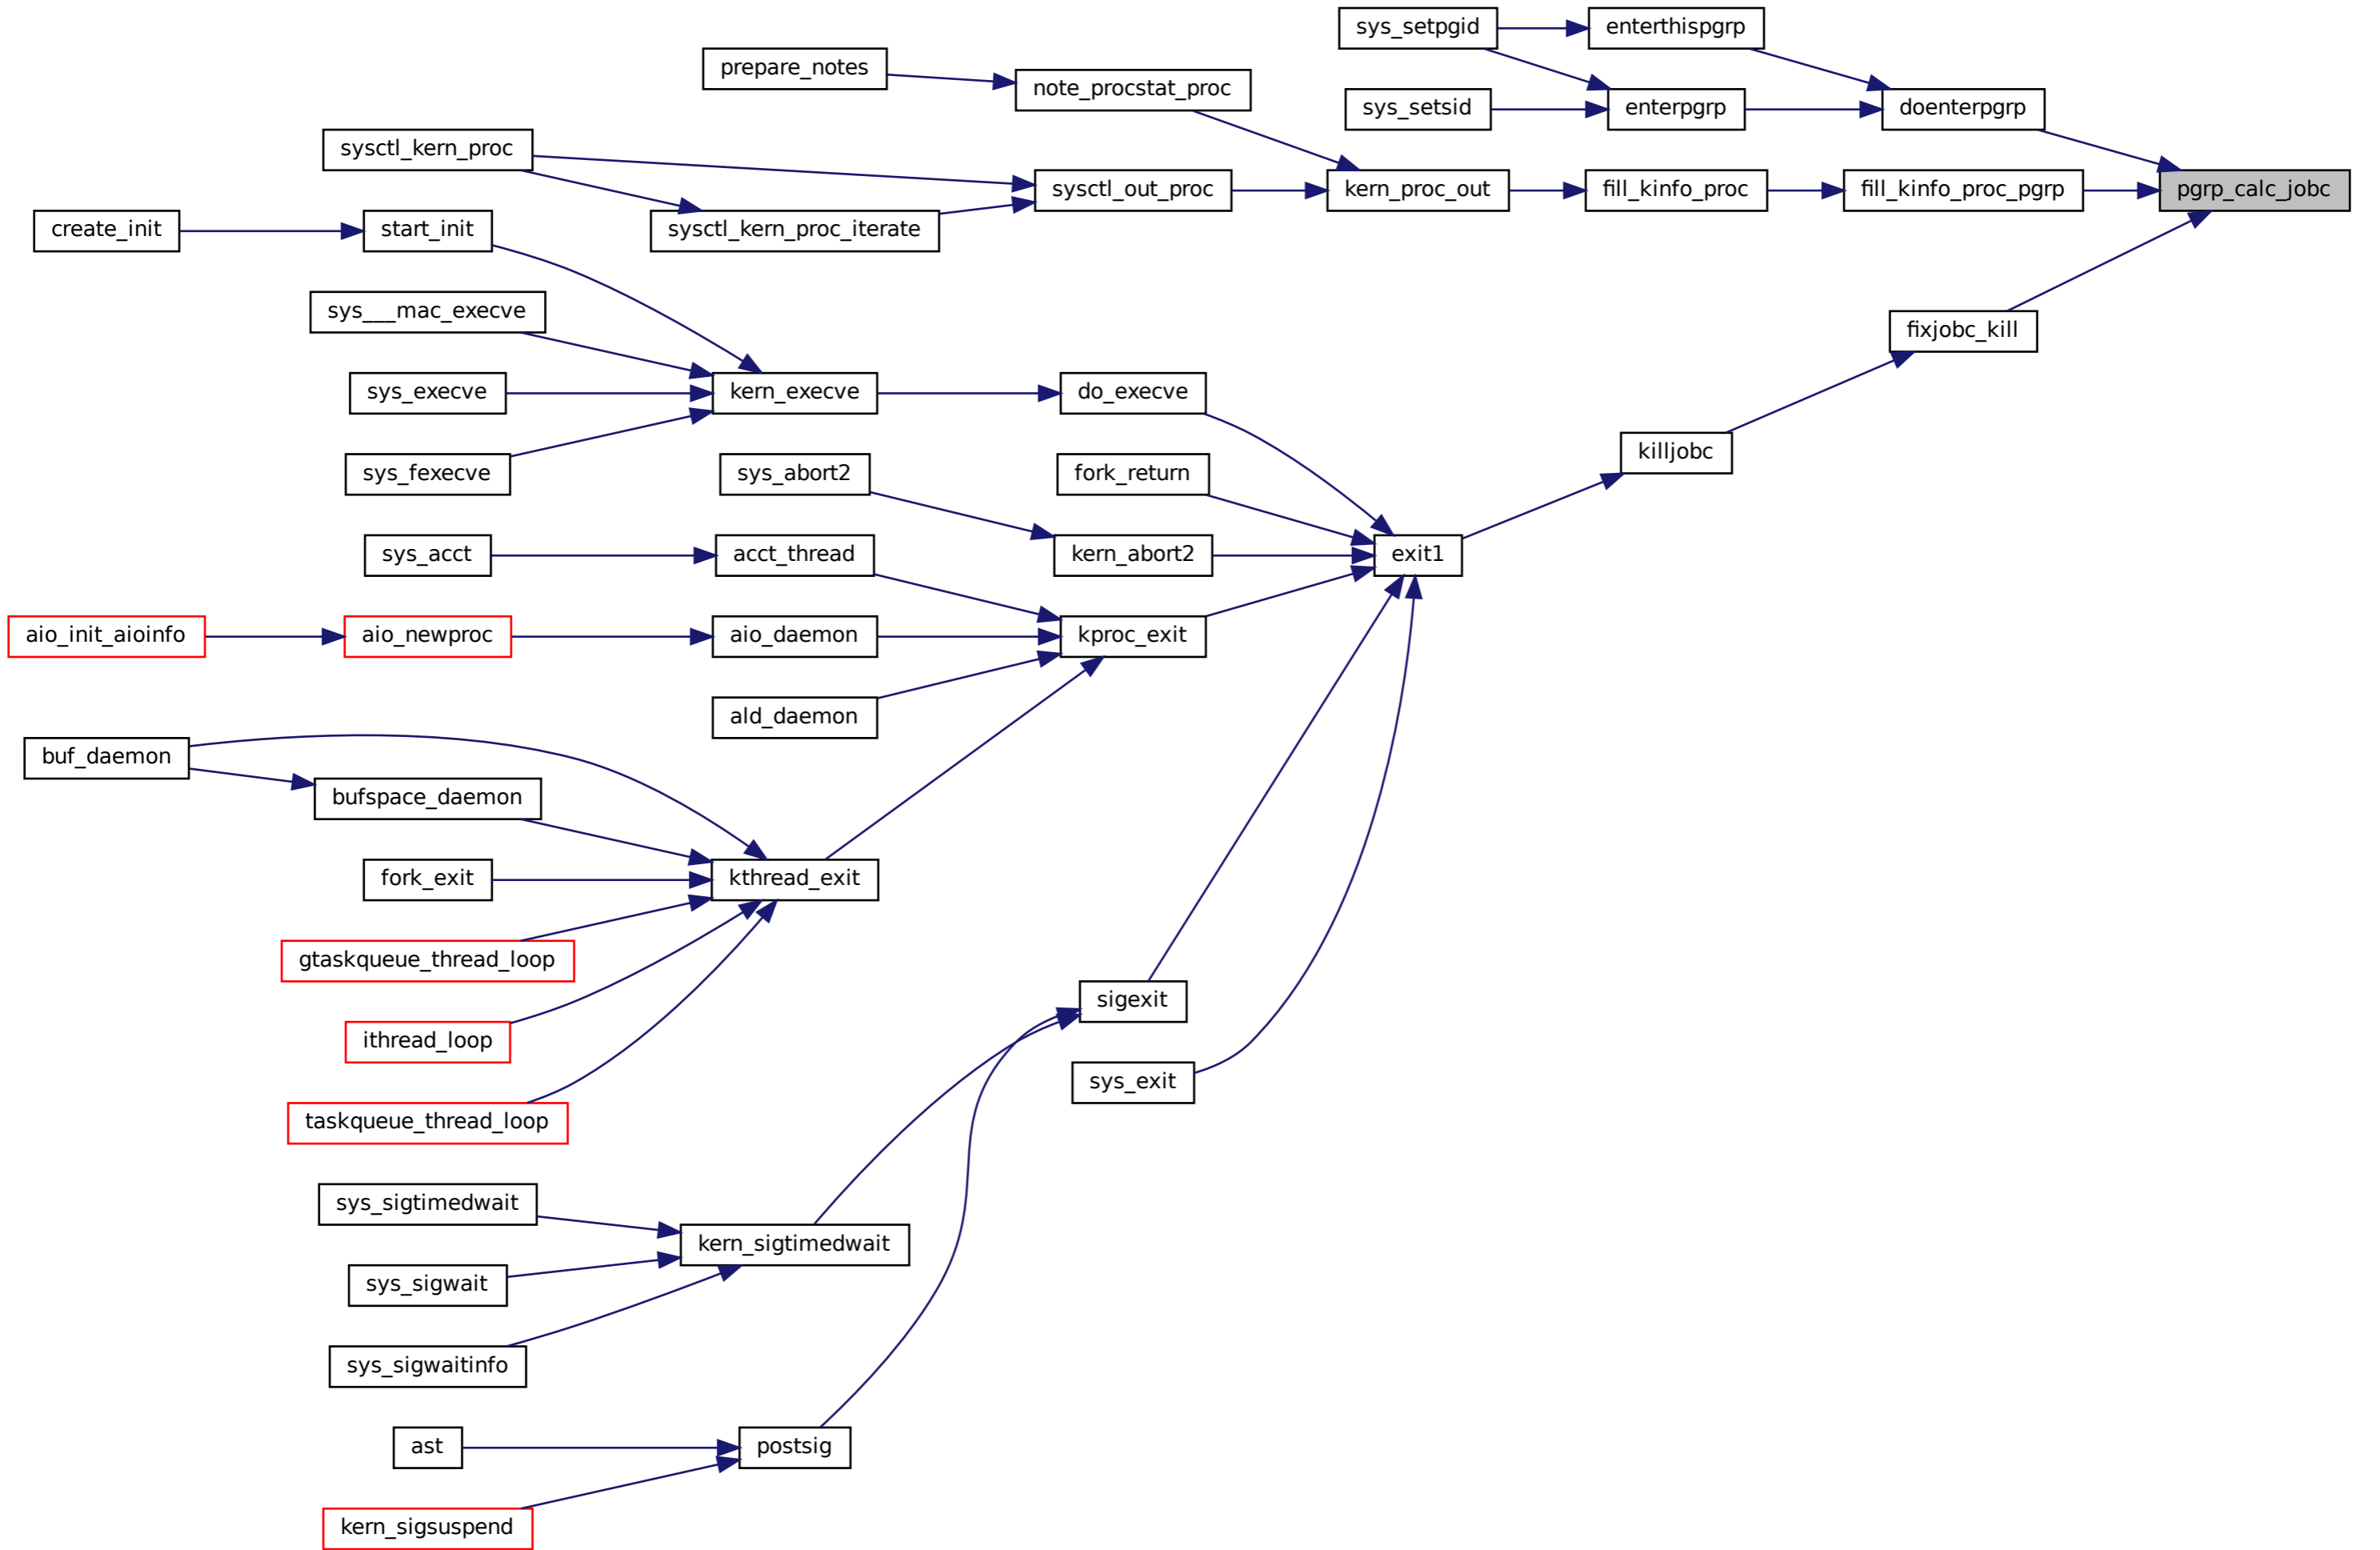 sys_setpgid
enterthispgrp
prepare_notes
note_procstat_proc
sys_setsid
enterpgrp
doenterpgrp
sysctl_kern_proc
sysctl_out_proc
kern_proc_out
fill_kinfo_proc
fill_kinfo_proc_pgrp
pgrp_calc_jobc
create_init
start_init
sysctl_kern_proc_iterate
sys___mac_execve
fixjobc_kill
sys_execve
kern_execve
do_execve
killjobc
sys_fexecve
sys_abort2
fork_return
sys_acct
acct_thread
kern_abort2
exit1
aio_init_aioinfo
aio_newproc
aio_daemon
kproc_exit
ald_daemon
buf_daemon
bufspace_daemon
fork_exit
kthread_exit
gtaskqueue_thread_loop
sigexit
ithread_loop
sys_exit
taskqueue_thread_loop
sys_sigtimedwait
kern_sigtimedwait
sys_sigwait
sys_sigwaitinfo
ast
postsig
kern_sigsuspend